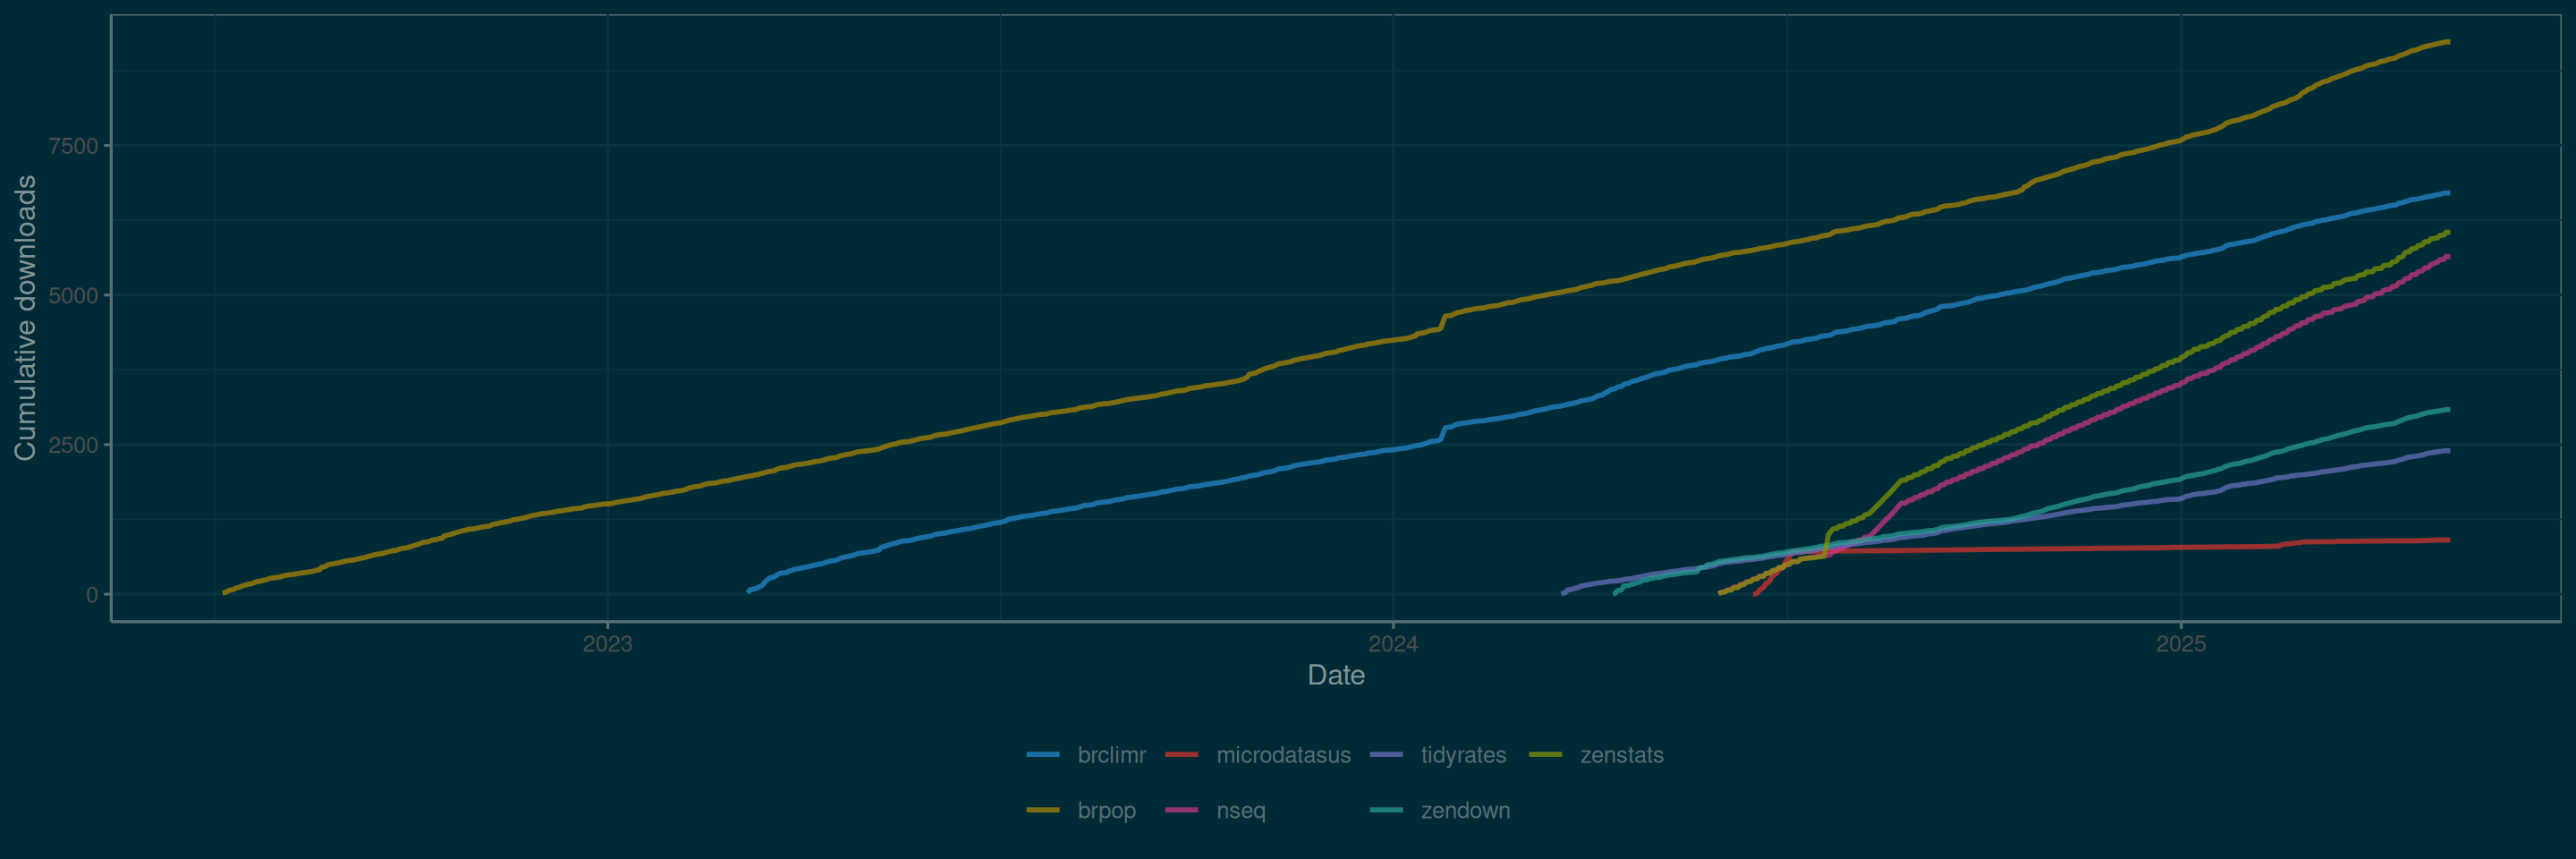 Cumulative downloads
7500
5000
2500
0
2023 2024 2025
Date
brclimr microdatasus tidyrates zenstats
brpop nseq zendown